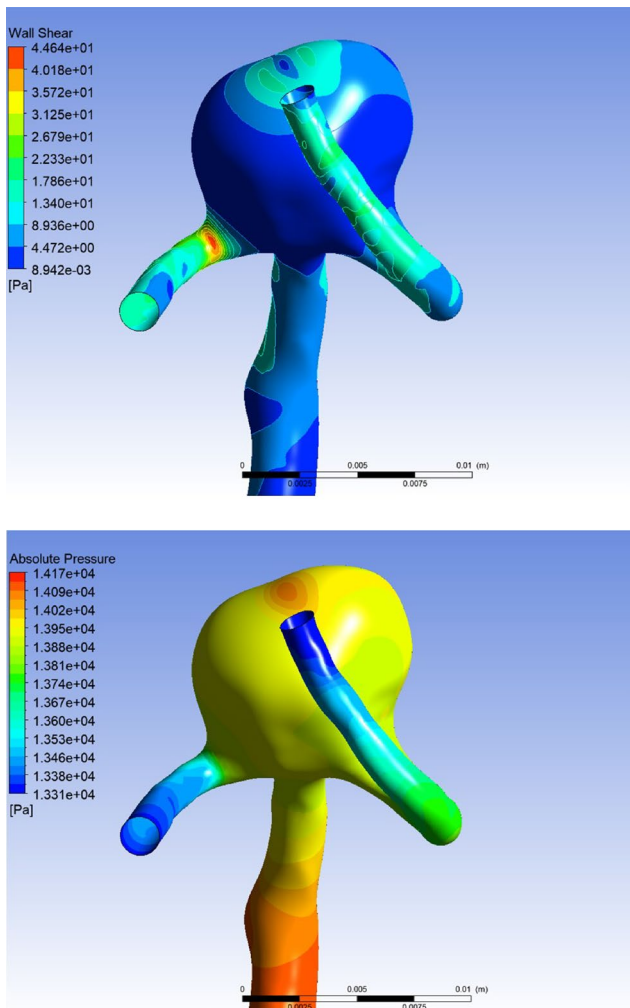 Wall Shear
4.464e+01
4.018e+01
3.572e+01
3.125e+01
2.679e+01
2.233e+01
1.786e+01
1.340e+01
8.936e+00
4.472e+00
8.942e-03
[Pa]
0 0.005 0.01 (m)
0.0025 0.0075
Absolute Pressure
1.417e+04
1.409e+04
1.402e+04
1.395e+04
1.388e+04
1.381e+04
1.374e+04
1.367e+04
1.360e+04
1.353e+04
1.346e+04
1.338e+04
1.331e+04
[Pa]
0 0.005 0.01 (m)
0.0025 0.0075